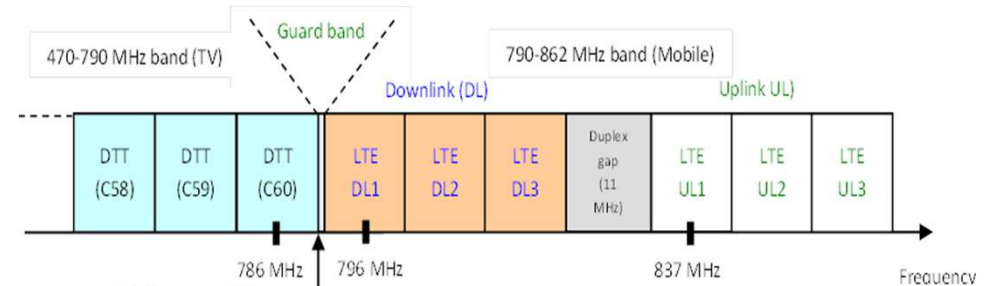 Guard band
470-790 MHz band (TV)
790-862 MHz band (Mobile)
Downlink (DL)
Uplink UL)
DTT
(C58)
DTT
(C59)
DTT
(C60)
LTE
DL1
LTE
DL2
LTE
DL3
Duplex
gap
(11
MHz)
LTE
UL1
LTE
UL2
LTE
UL3
786 MHz
796 MHz
837 MHz
Frequency